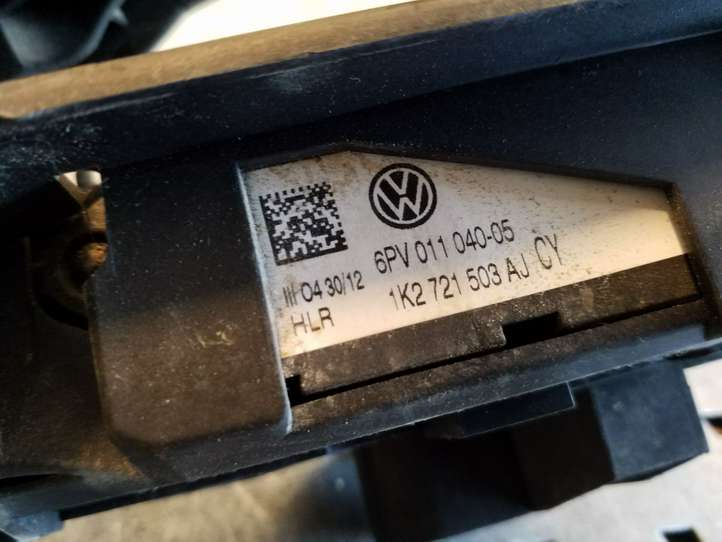 6PV 011 040-05
III 04 30/12
1K2 721 503 AJ CY
HLR